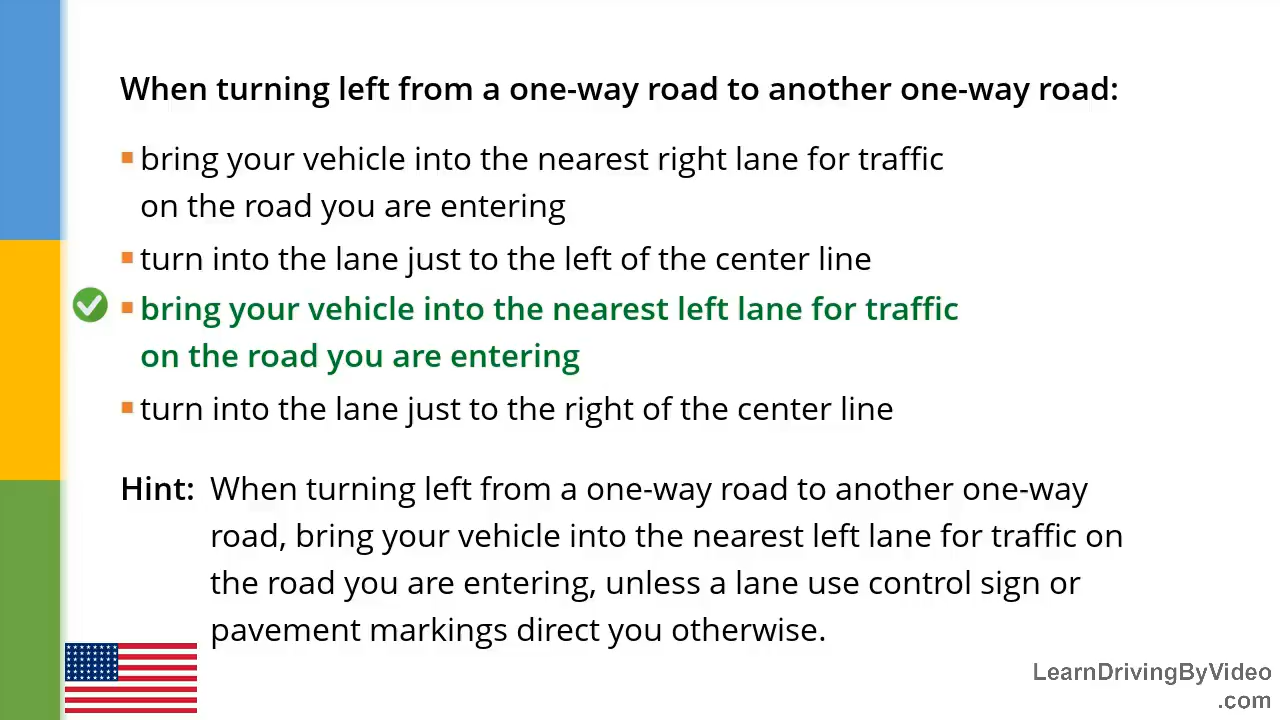 When turning left from a one-way road to another one-way road:
bring your vehicle into the nearest right lane for traffic
on the road you are entering
turn into the lane just to the left of the center line
bring your vehicle into the nearest left lane for traffic
on the road you are entering
turn into the lane just to the right of the center line
Hint: When turning left from a one-way road to another one-way
road, bring your vehicle into the nearest left lane for traffic on
the road you are entering, unless a lane use control sign or
pavement markings direct you otherwise.
LearnDrivingByVideo
.com